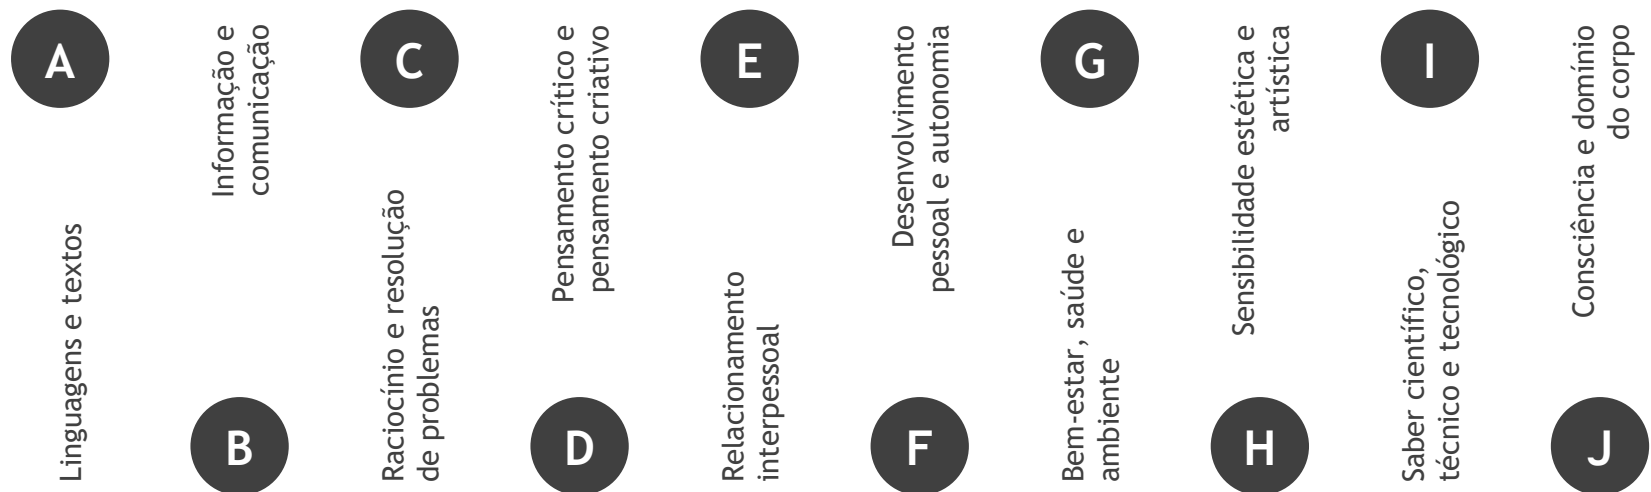 A
Linguagens e textos
B
Informação e
comunicação
C
Raciocínio e resolução
de problemas
D
Pensamento crítico e
pensamento criativo
E
Relacionamento
interpessoal
F
Desenvolvimento
pessoal e autonomia
G
Bem-estar, saúde e
ambiente
H
Sensibilidade estética e
artística
I
Saber científico,
técnico e tecnológico
J
Consciência e domínio
do corpo